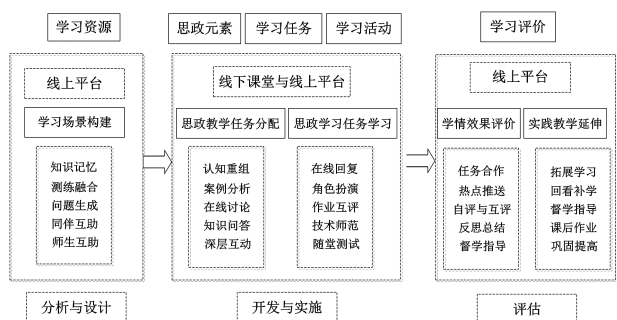 学习资源
思政元素
学习任务
学习活动
学习评价
线上平台
学习场景构建
知识记忆
测练融合
问题生成
同伴互助
师生互助
线下课堂与线上平台
思政教学任务分配
思政学习任务学习
认知重组
案例分析
在线讨论
知识问答
深层互动
在线回复
角色扮演
作业互评
技术师范
随堂测试
线上平台
学情效果评价
实践教学延伸
任务合作
热点推送
自评与互评
反思总结
督学指导
拓展学习
回看补学
督学指导
课后作业
巩固提高
分析与设计
开发与实施
评估